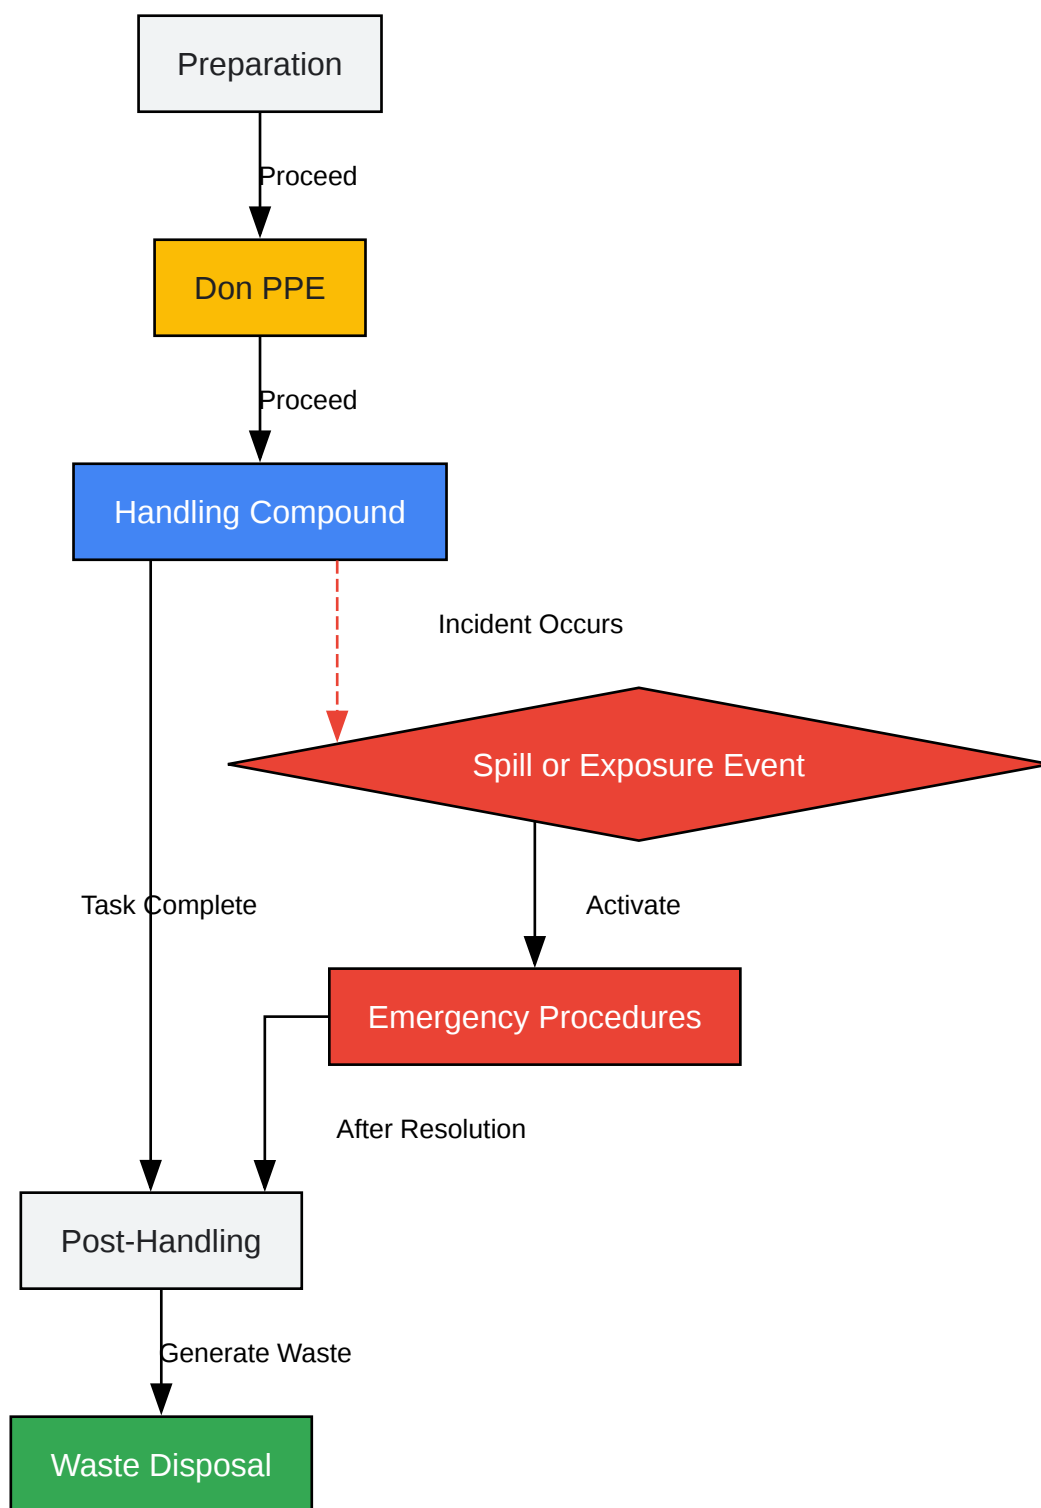 Preparation
Proceed
Don PPE
Proceed
Handling Compound
Incident Occurs
Spill or Exposure Event
Task Complete
Activate
Emergency Procedures
After Resolution
Post-Handling
Generate Waste
Waste Disposal